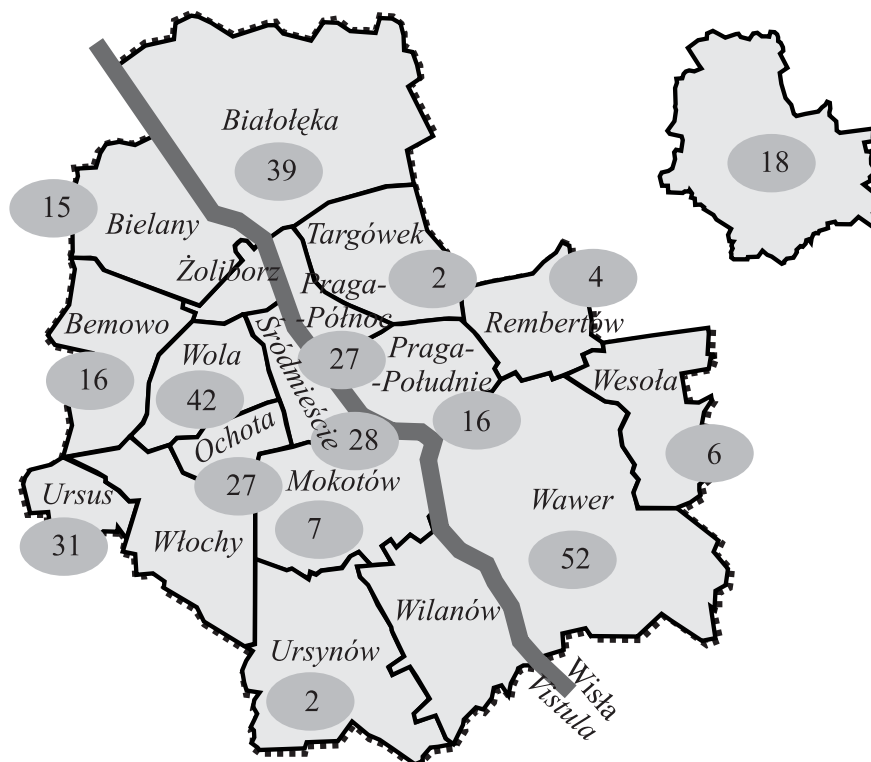 Białołęka
39
18
15
Bielany
Targówek
2
4
Żoliborz
Praga-
-Północ
27
Rembertów
Bemowo
16
Wola
42
Śródmieście
28
Praga-
-Południe
16
Wesoła
6
Ochota
27
Mokotów
7
Ursus
31
Włochy
Wawer
52
Wilanów
Ursynów
2
Wisła
Vistula